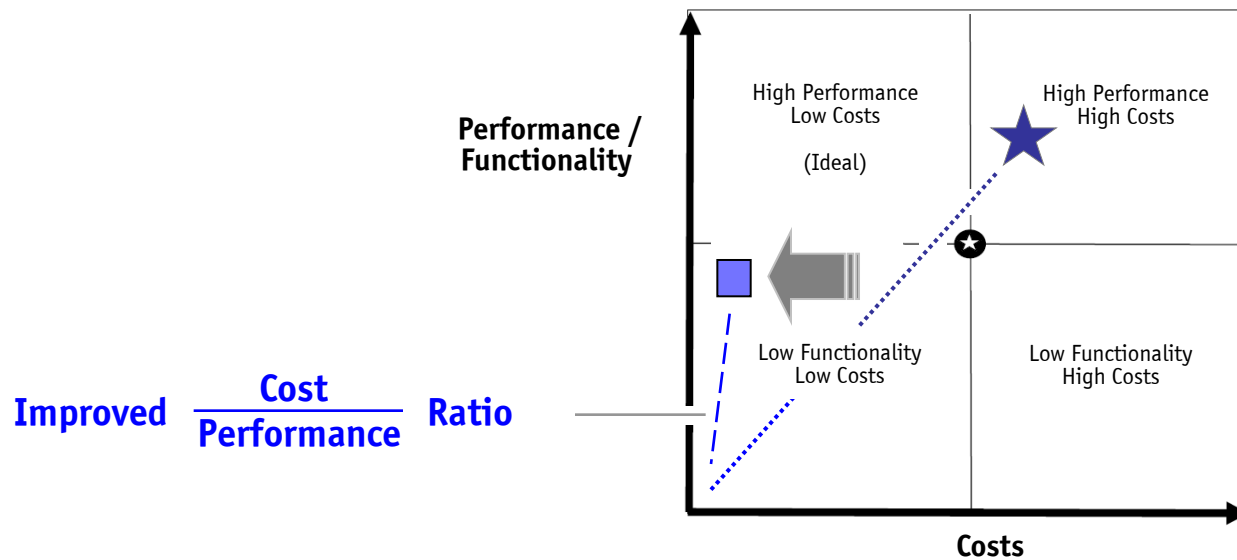 High Performance
Low Costs
(Ideal)
High Performance
High Costs
Performance /
Functionality
Low Functionality
Low Costs
Low Functionality
High Costs
Improved Cost Ratio
Performance
Costs